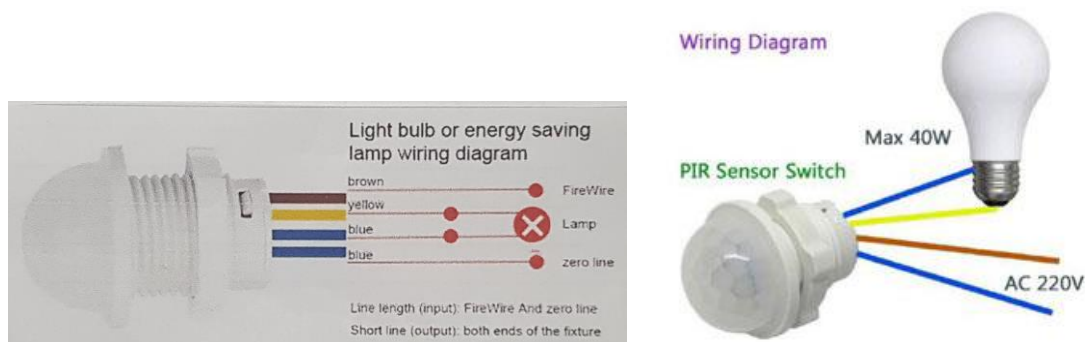 Light bulb or energy saving
lamp wiring diagram
brown
FireWire
yellow
Lamp
blue
blue
zero line
Line length (input): FireWire And zero line
Short line (output): both ends of the fixture
Wiring Diagram
Max 40W
PIR Sensor Switch
AC 220V